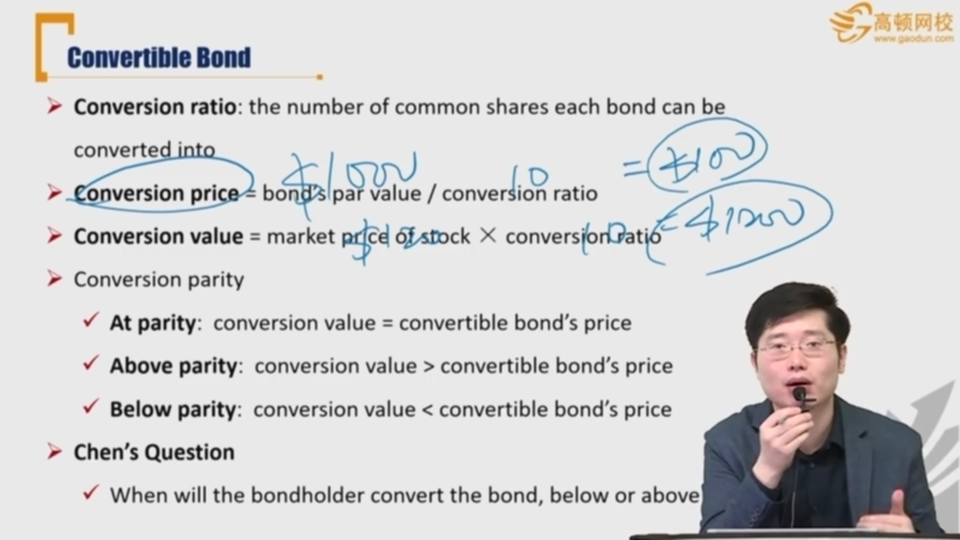 高顿网校
www.gaodun.com
Convertible Bond
Conversion ratio: the number of common shares each bond can be
converted into
$1000 10 = $100
Conversion price = bond's par value / conversion ratio
Conversion value = market price of stock × conversion ratio
$120 10 = $1200
Conversion parity
At parity: conversion value = convertible bond's price
Above parity: conversion value > convertible bond's price
Below parity: conversion value < convertible bond's price
Chen's Question
When will the bondholder convert the bond, below or above